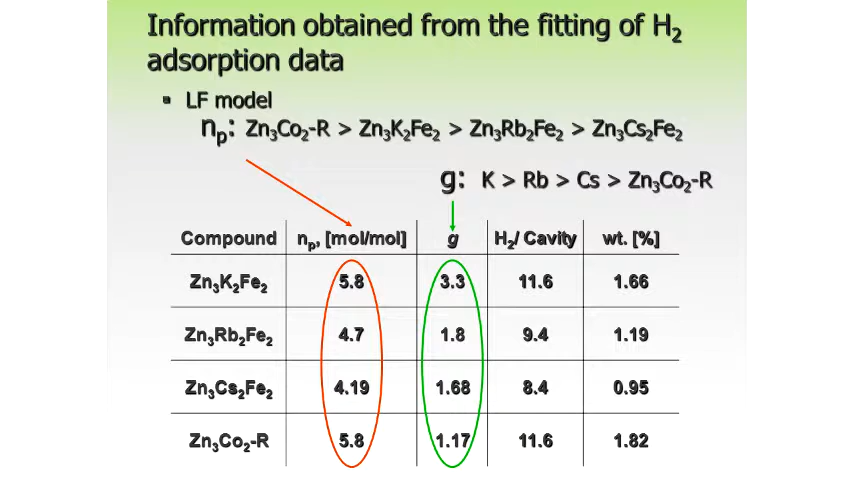 Information obtained from the fitting of H₂
adsorption data
▪ LF model
nₚ: Zn₃Co₂-R > Zn₃K₂Fe₂ > Zn₃Rb₂Fe₂ > Zn₃Cs₂Fe₂
g: K > Rb > Cs > Zn₃Co₂-R
Compound nₚ, [mol/mol] g H₂/ Cavity wt. [%]
Zn₃K₂Fe₂ 5.8 3.3 11.6 1.66
Zn₃Rb₂Fe₂ 4.7 1.8 9.4 1.19
Zn₃Cs₂Fe₂ 4.19 1.68 8.4 0.95
Zn₃Co₂-R 5.8 1.17 11.6 1.82